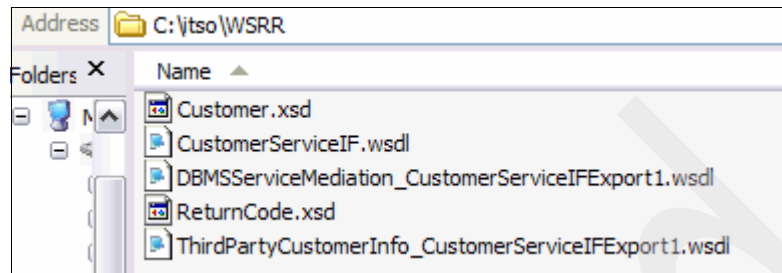 Address C:\itso\WSRR
Folders Name
Customer.xsd
CustomerServiceIF.wsdl
DBMSServiceMediation_CustomerServiceIFExport1.wsdl
ReturnCode.xsd
ThirdPartyCustomerInfo_CustomerServiceIFExport1.wsdl